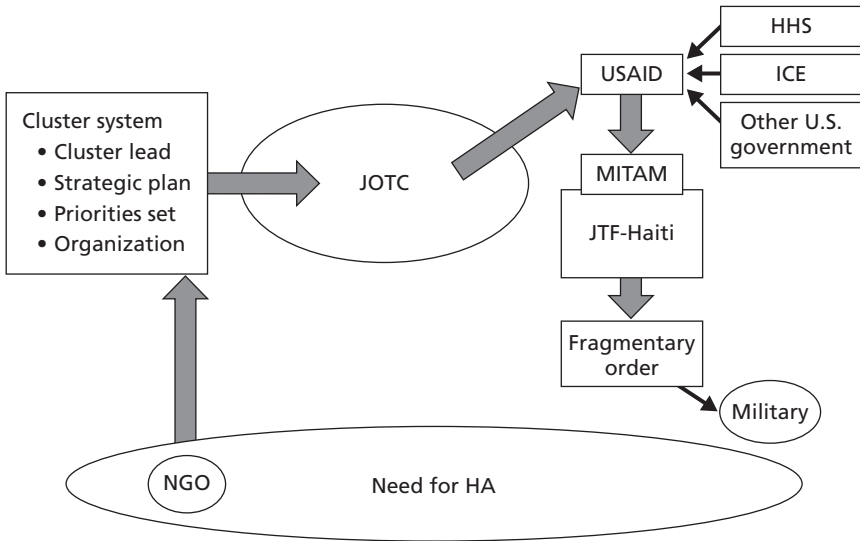 HHS
USAID
ICE
Other U.S.
government
Cluster system
• Cluster lead
• Strategic plan
• Priorities set
• Organization
JOTC
MITAM
JTF-Haiti
Fragmentary
order
Military
NGO
Need for HA